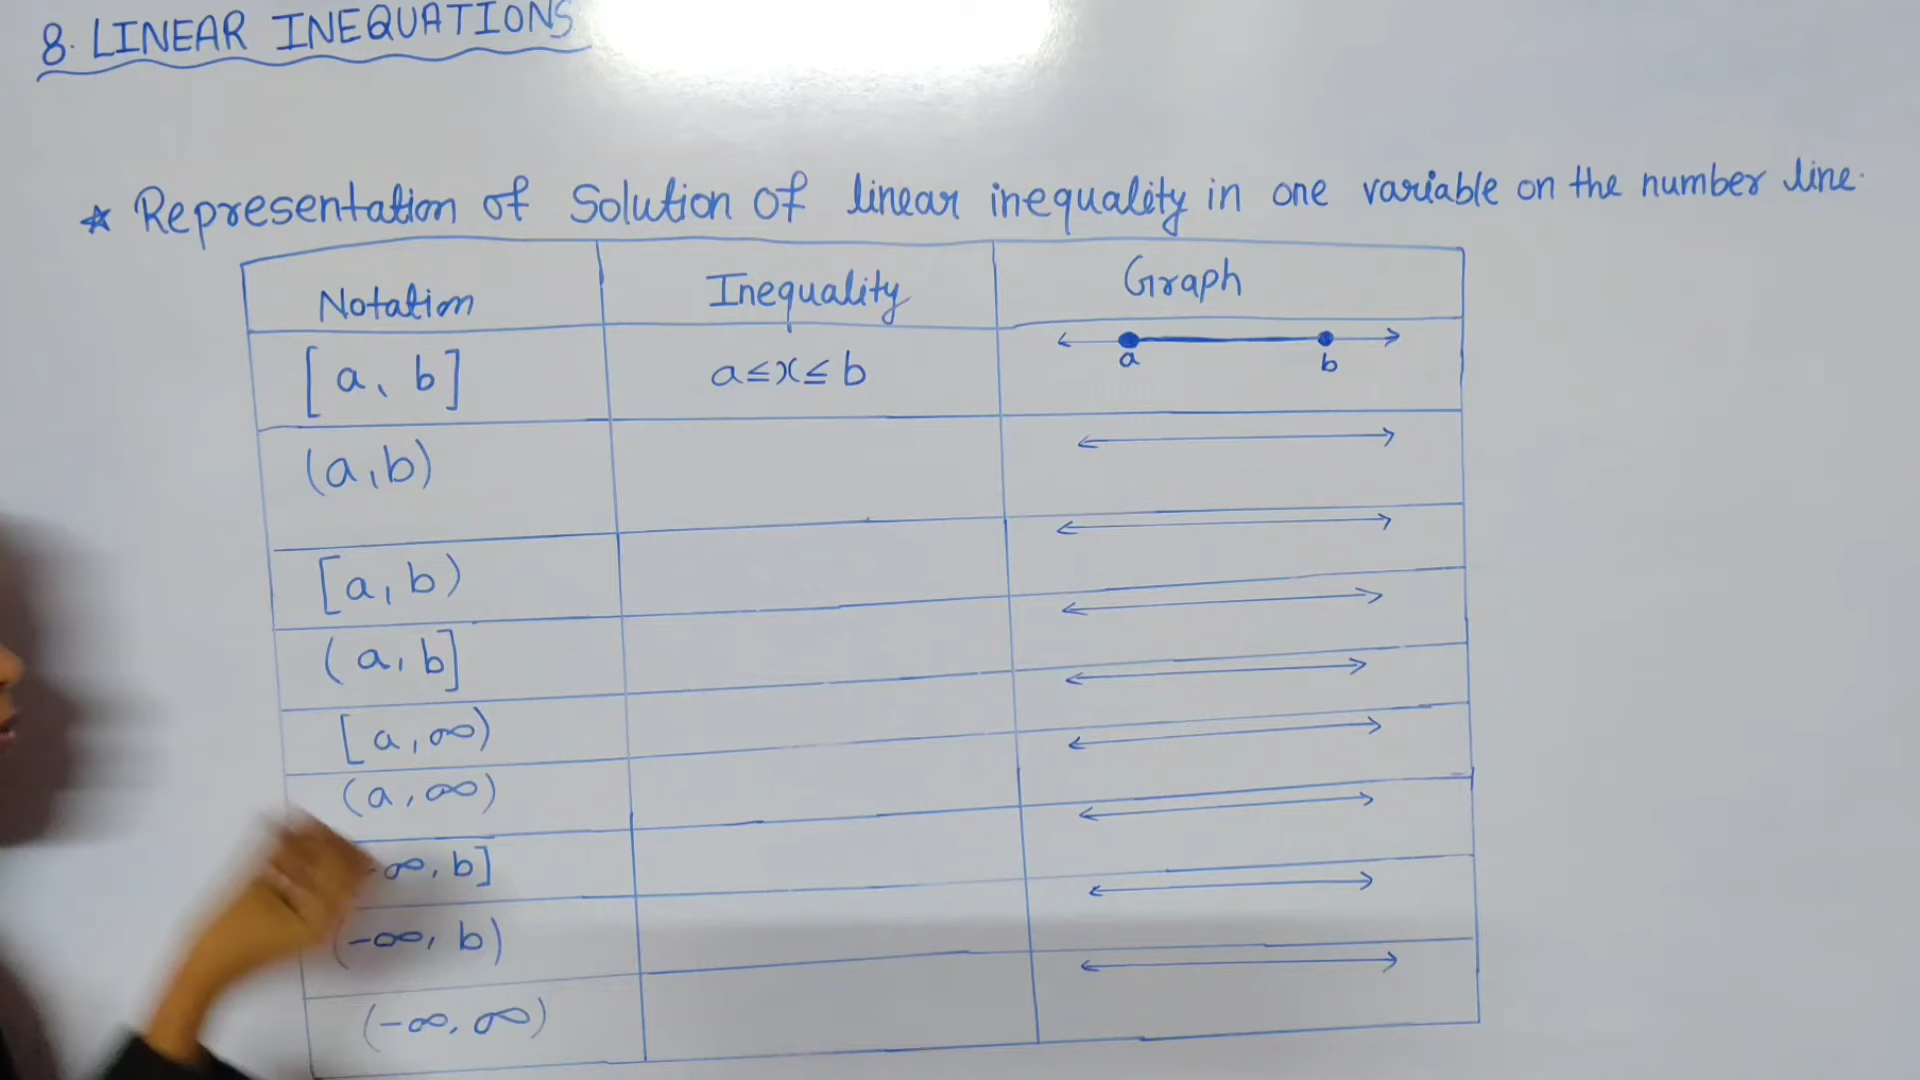 8. LINEAR INEQUATIONS
* Representation of Solution of linear inequality in one variable on the number line.
Notation Inequality Graph
[a, b] a≤x≤b a b
(a,b)
[a, b)
(a, b]
[a, ∞)
(a, ∞)
-∞, b]
(-∞, b)
(-∞, ∞)